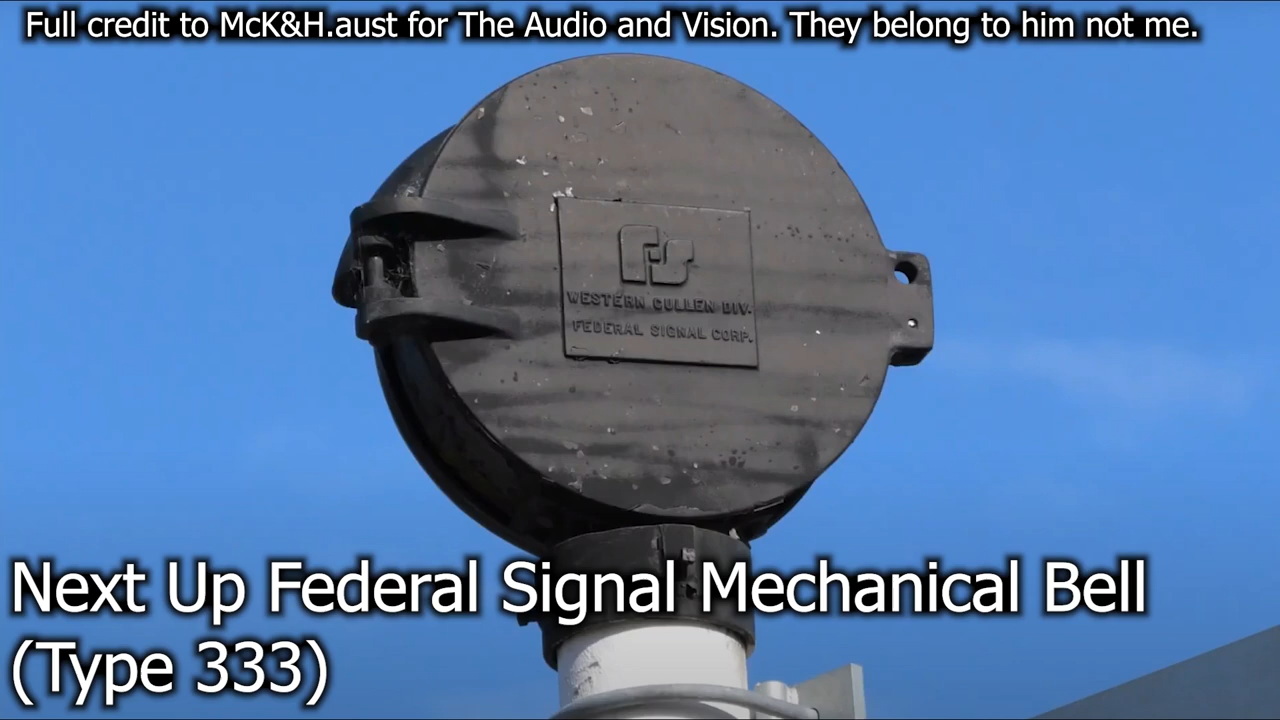 Full credit to McK&H.aust for The Audio and Vision. They belong to him not me.
FS
WESTERN CULLEN DIV.
FEDERAL SIGNAL CORP.
Next Up Federal Signal Mechanical Bell
(Type 333)